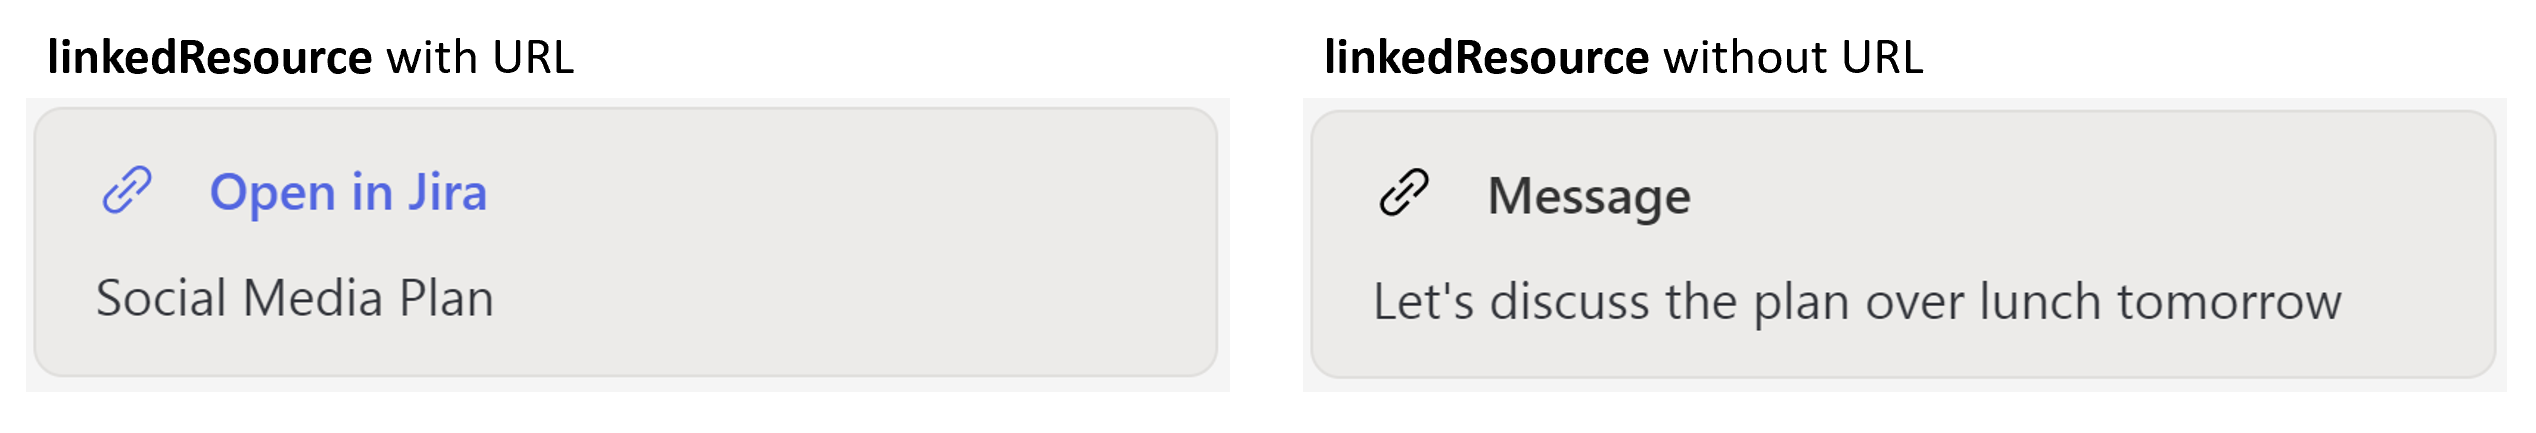 linkedResource with URL
Open in Jira
Social Media Plan
linkedResource without URL
Message
Let's discuss the plan over lunch tomorrow